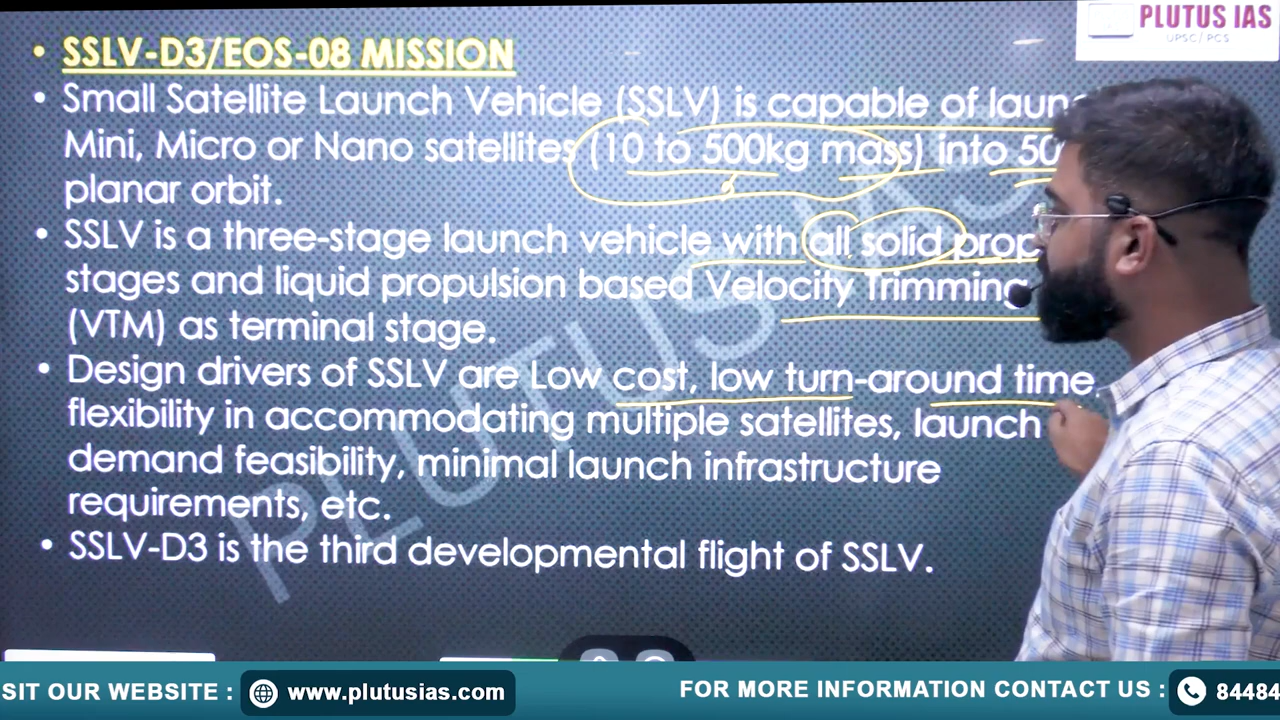 PLUTUS IAS
UPSC/PCS
• SSLV-D3/EOS-08 MISSION
• Small Satellite Launch Vehicle (SSLV) is capable of
Mini, Micro or Nano satellites (10 to 500kg mass) into
planar orbit.
• SSLV is a three-stage launch vehicle with all solid
stages and liquid propulsion based Velocity Trimming
(VTM) as terminal stage.
• Design drivers of SSLV are Low cost, low turn-around time,
flexibility in accommodating multiple satellites, launch
demand feasibility, minimal launch infrastructure
requirements, etc.
• SSLV-D3 is the third developmental flight of SSLV.
PLUTUS IAS
SIT OUR WEBSITE : www.plutusias.com
FOR MORE INFORMATION CONTACT US : 84484